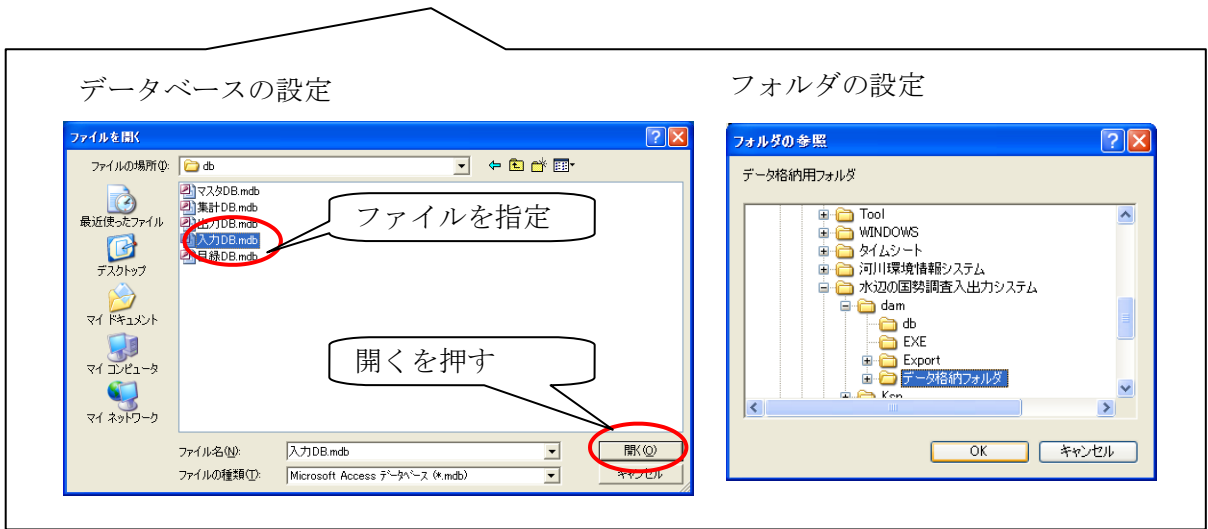 データベースの設定
ファイルを開く
ファイルの場所(I):
db
最近使ったファイル
デスクトップ
マイ ドキュメント
マイ コンピュータ
マイ ネットワーク
マスタDB.mdb
集計DB.mdb
出力DB.mdb
入力DB.mdb
目録DB.mdb
ファイルを指定
開くを押す
ファイル名(N):
入力DB.mdb
開く(O)
ファイルの種類(T):
Microsoft Access データベース (*.mdb)
キャンセル
フォルダの設定
フォルダの参照
データ格納用フォルダ
Tool
WINDOWS
タイムシート
河川環境情報システム
水辺の国勢調査入出力システム
dam
db
EXE
Export
データ格納フォルダ
OK
キャンセル